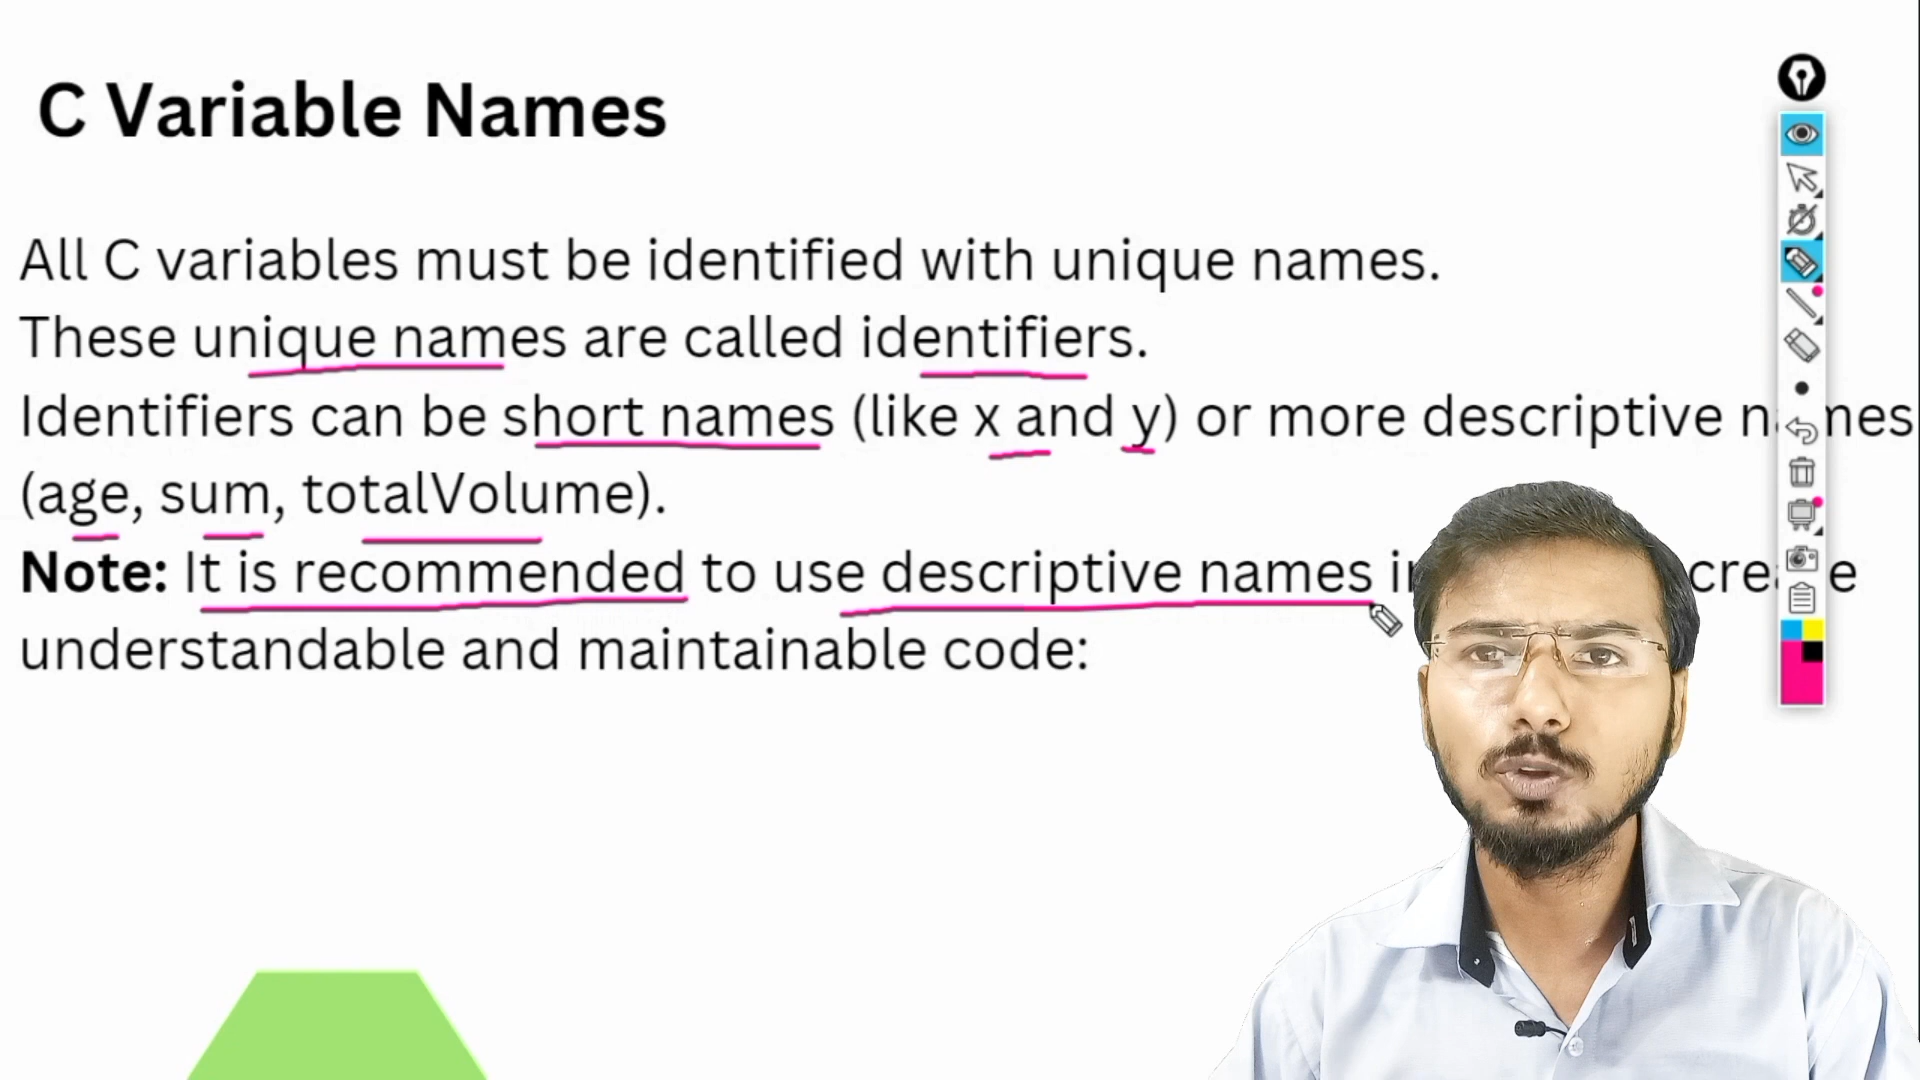 C Variable Names
All C variables must be identified with unique names.
These unique names are called identifiers.
Identifiers can be short names (like x and y) or more descriptive names
(age, sum, totalVolume).
Note: It is recommended to use descriptive names
understandable and maintainable code: